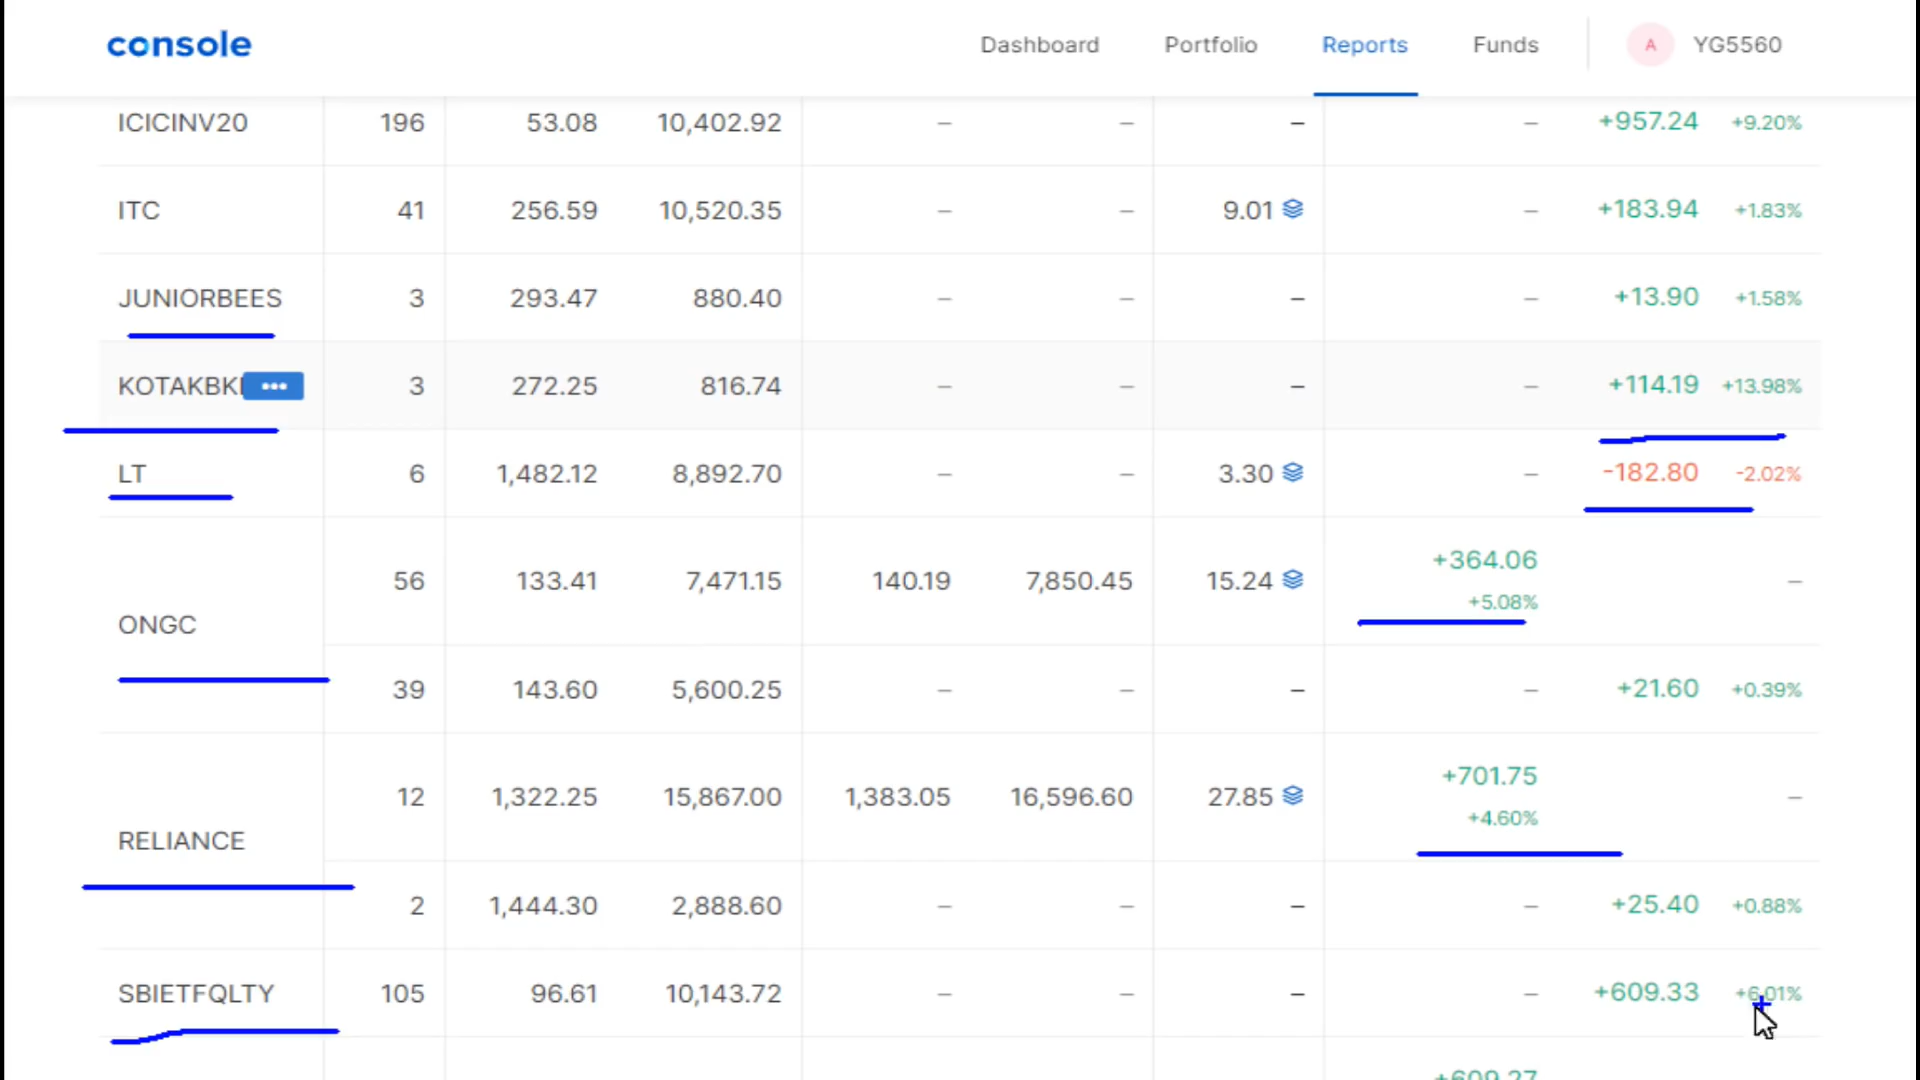 console Dashboard Portfolio Reports Funds A YG5560
ICICINV20 196 53.08 10,402.92 – – – – +957.24 +9.20%
ITC 41 256.59 10,520.35 – – 9.01 – +183.94 +1.83%
JUNIORBEES 3 293.47 880.40 – – – – +13.90 +1.58%
KOTAKBK ••• 3 272.25 816.74 – – – – +114.19 +13.98%
LT 6 1,482.12 8,892.70 – – 3.30 – -182.80 -2.02%
ONGC 56 133.41 7,471.15 140.19 7,850.45 15.24 +364.06 –
+5.08%
39 143.60 5,600.25 – – – – +21.60 +0.39%
RELIANCE 12 1,322.25 15,867.00 1,383.05 16,596.60 27.85 +701.75 –
+4.60%
2 1,444.30 2,888.60 – – – – +25.40 +0.88%
SBIETFQLTY 105 96.61 10,143.72 – – – – +609.33 +6.01%
+609.27